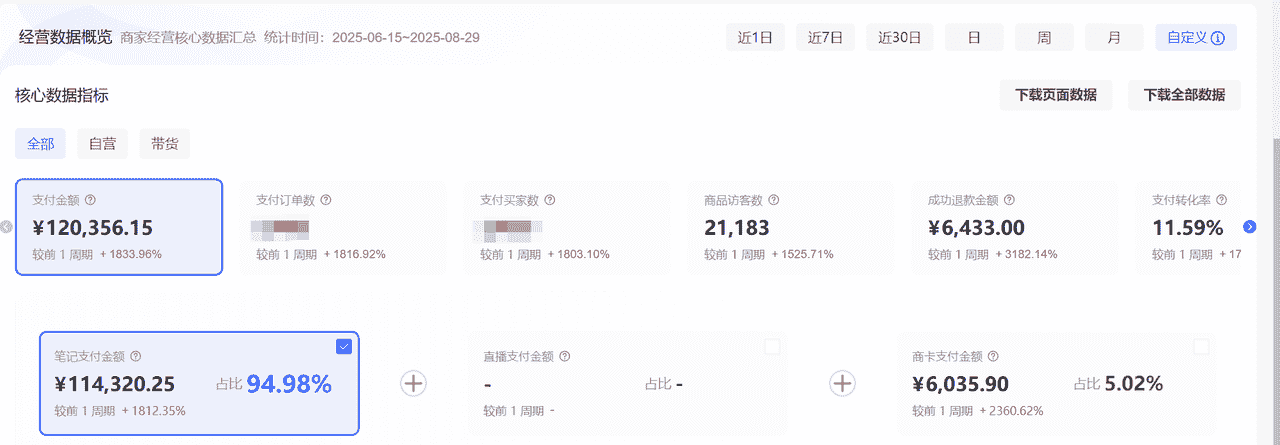 经营数据概览 商家经营核心数据汇总 统计时间：2025-06-15~2025-08-29 近1日 近7日 近30日 日 周 月 自定义
核心数据指标 下载页面数据 下载全部数据
全部 自营 带货
支付金额 支付订单数 支付买家数 商品访客数 成功退款金额 支付转化率
¥120,356.15 21,183 ¥6,433.00 11.59%
较前 1 周期 + 1833.96% 较前 1 周期 + 1816.92% 较前 1 周期 + 1803.10% 较前 1 周期 + 1525.71% 较前 1 周期 + 3182.14% 较前 1 周期 + 17
笔记支付金额 直播支付金额 商卡支付金额
¥114,320.25 占比 94.98% - 占比 - ¥6,035.90 占比 5.02%
较前 1 周期 + 1812.35% 较前 1 周期 - 较前 1 周期 + 2360.62%